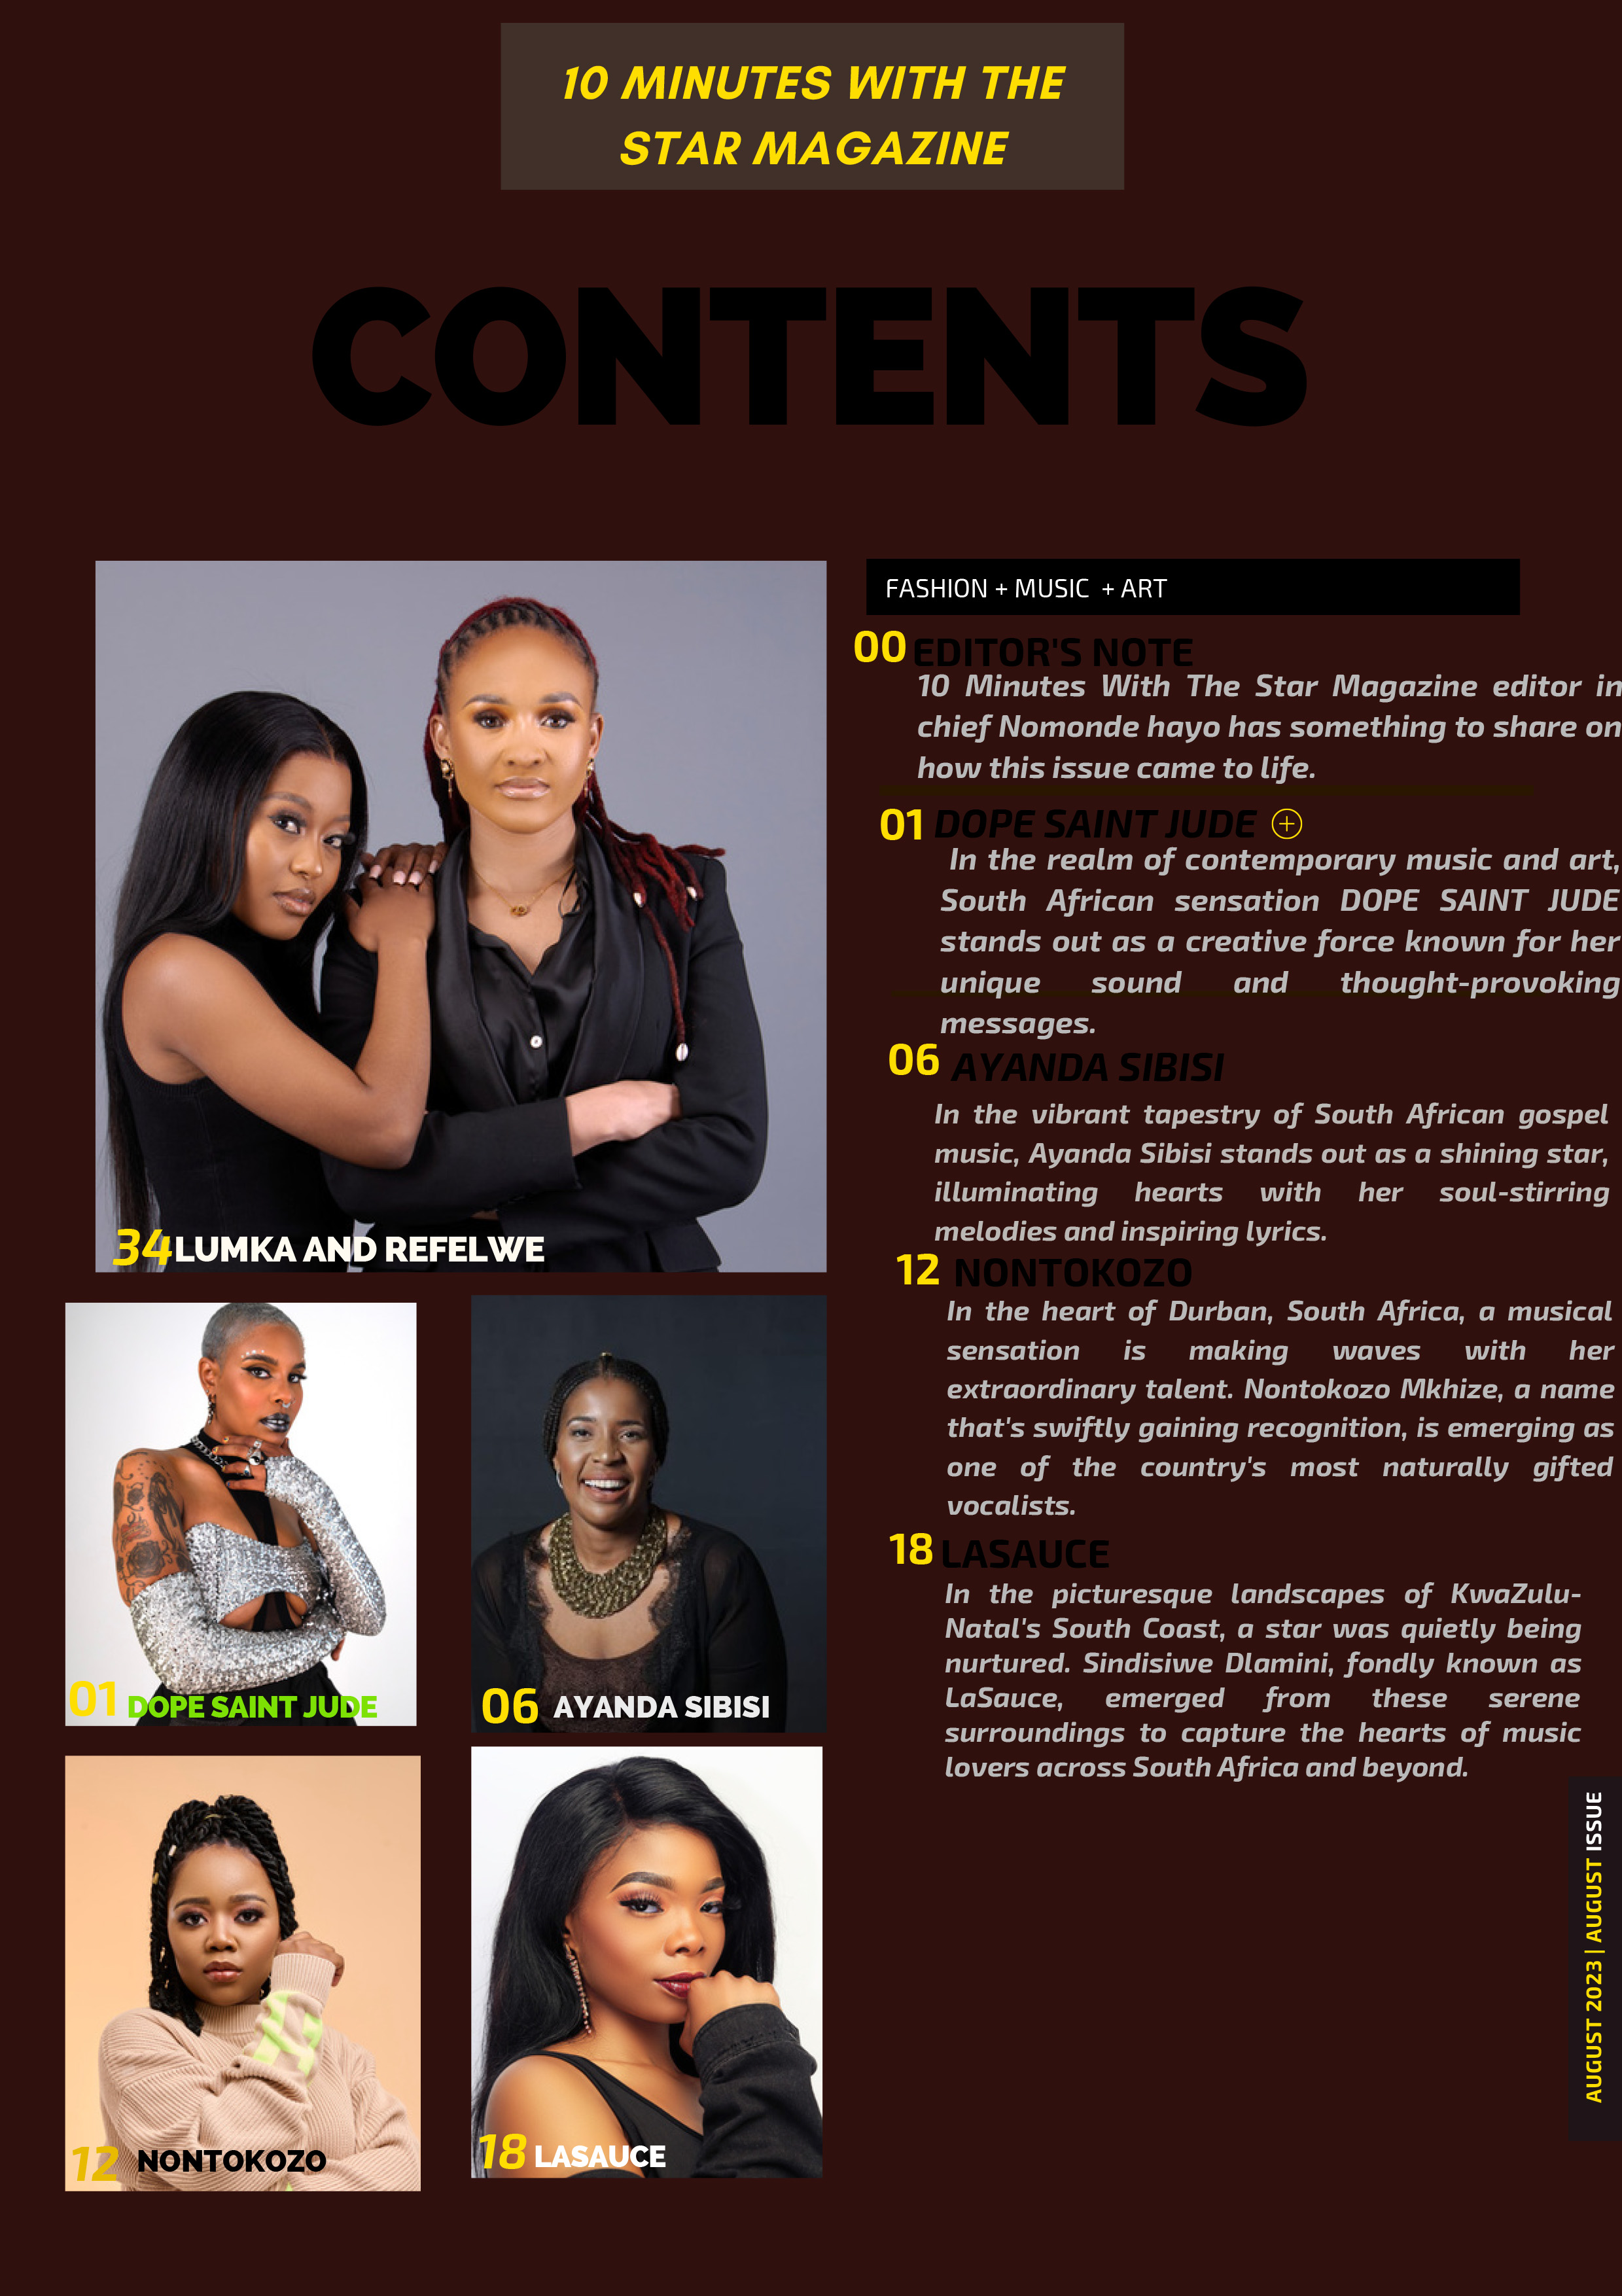 10 MINUTES WITH THE
STAR MAGAZINE
CONTENTS
34 LUMKA AND REFELWE
01 DOPE SAINT JUDE
06 AYANDA SIBISI
12 NONTOKOZO
18 LASAUCE
FASHION + MUSIC + ART
00 EDITOR'S NOTE
10 Minutes With The Star Magazine editor in
chief Nomonde hayo has something to share on
how this issue came to life.
01 DOPE SAINT JUDE
In the realm of contemporary music and art,
South African sensation DOPE SAINT JUDE
stands out as a creative force known for her
unique sound and thought-provoking
messages.
06 AYANDA SIBISI
In the vibrant tapestry of South African gospel
music, Ayanda Sibisi stands out as a shining star,
illuminating hearts with her soul-stirring
melodies and inspiring lyrics.
12 NONTOKOZO
In the heart of Durban, South Africa, a musical
sensation is making waves with her
extraordinary talent. Nontokozo Mkhize, a name
that's swiftly gaining recognition, is emerging as
one of the country's most naturally gifted
vocalists.
18 LASAUCE
In the picturesque landscapes of KwaZulu-
Natal's South Coast, a star was quietly being
nurtured. Sindisiwe Dlamini, fondly known as
LaSauce, emerged from these serene
surroundings to capture the hearts of music
lovers across South Africa and beyond.
AUGUST 2023 | AUGUST ISSUE